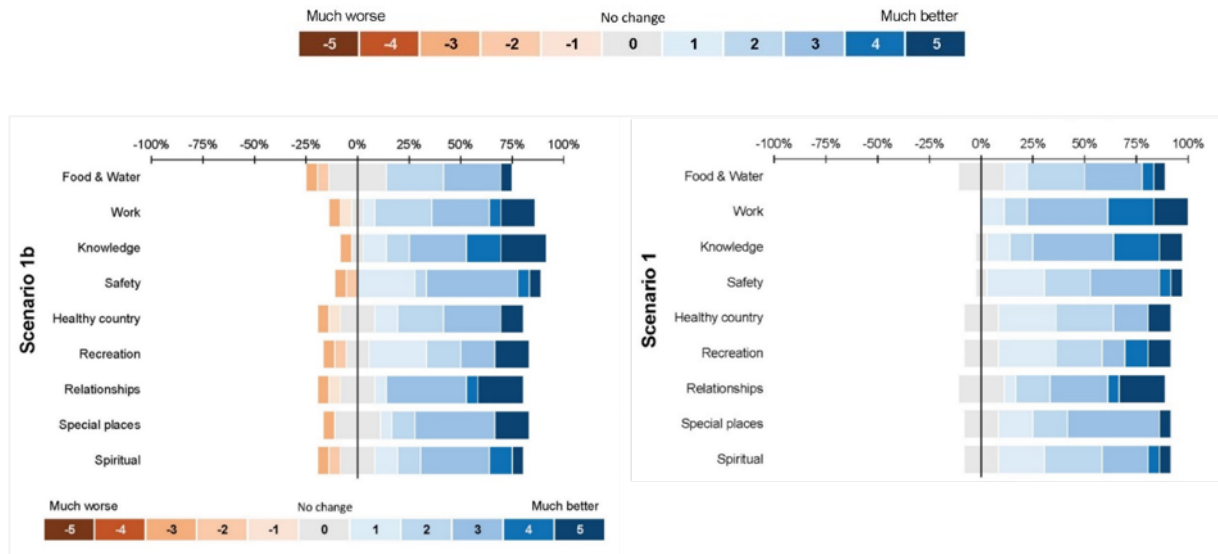 Much worse No change Much better
-5 -4 -3 -2 -1 0 1 2 3 4 5
-100% -50% -25% 0% 25% 50% 75% 100%
Food & Water
Work
Knowledge
Safety
Healthy country
Recreation
Relationships
Special places
Spiritual
Scenario 1b
Much worse No change Much better
-5 -4 -3 -2 -1 0 1 2 3 4 5
-100% -50% -25% 0% 25% 50% 75% 100%
Food & Water
Work
Knowledge
Safety
Healthy country
Recreation
Relationships
Special places
Spiritual
Scenario 1